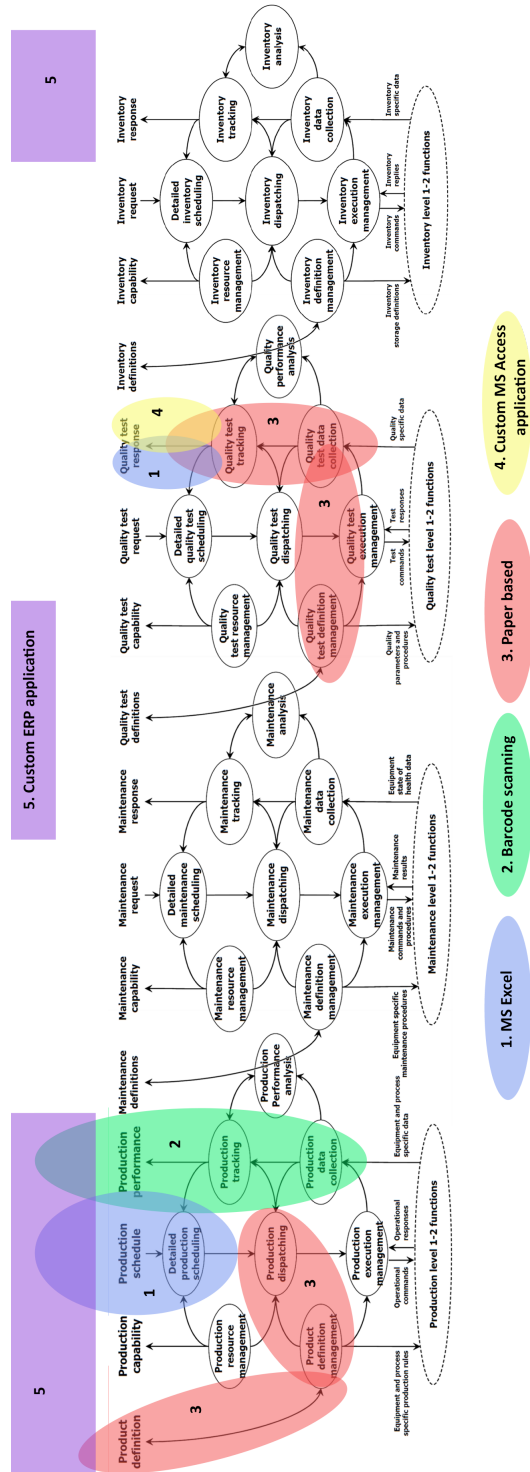 5
5. Custom ERP application
5
Product definition
Production
capability
Production
schedule
Production
performance
3
1
2
Detailed
production
scheduling
Production
resource
management
Production
tracking
Production
dispatching
Production
Performance
analysis
3
Product
definition
management
Production
data
collection
Production
execution
management
Equipment and process
specific production rules
Operational
commands
Operational
responses
Equipment and process
specific data
Production level 1-2 functions
Maintenance
definitions
Maintenance
capability
Maintenance
request
Maintenance
response
Detailed
maintenance
scheduling
Maintenance
resource
management
Maintenance
tracking
Maintenance
dispatching
Maintenance
analysis
Maintenance
definition
management
Maintenance
data
collection
Maintenance
execution
management
Equipment specific
maintenance procedures
Maintenance
commands and
procedures
Maintenance
results
Equipment
state of
health data
Maintenance level 1-2 functions
Quality test
definitions
Quality test
capability
Quality test
request
Quality test
response
1
4
Detailed
quality test
scheduling
Quality
test resource
management
Quality test
tracking
Quality test
dispatching
3
Quality
performance
analysis
3
Quality
test definition
management
Quality
test data
collection
Quality test
execution
management
Quality
parameters and
procedures
Test
commands
Test
responses
Quality
specific data
Quality test level 1-2 functions
Inventory
definitions
Inventory
capability
Inventory
request
Inventory
response
Detailed
inventory
scheduling
Inventory
resource
management
Inventory
tracking
Inventory
dispatching
Inventory
analysis
Inventory
definition
management
Inventory
data
collection
Inventory
execution
management
Inventory
storage definitions
Inventory
commands
Inventory
replies
Inventory
specific data
Inventory level 1-2 functions
1. MS Excel
2. Barcode scanning
3. Paper based
4. Custom MS Access
application